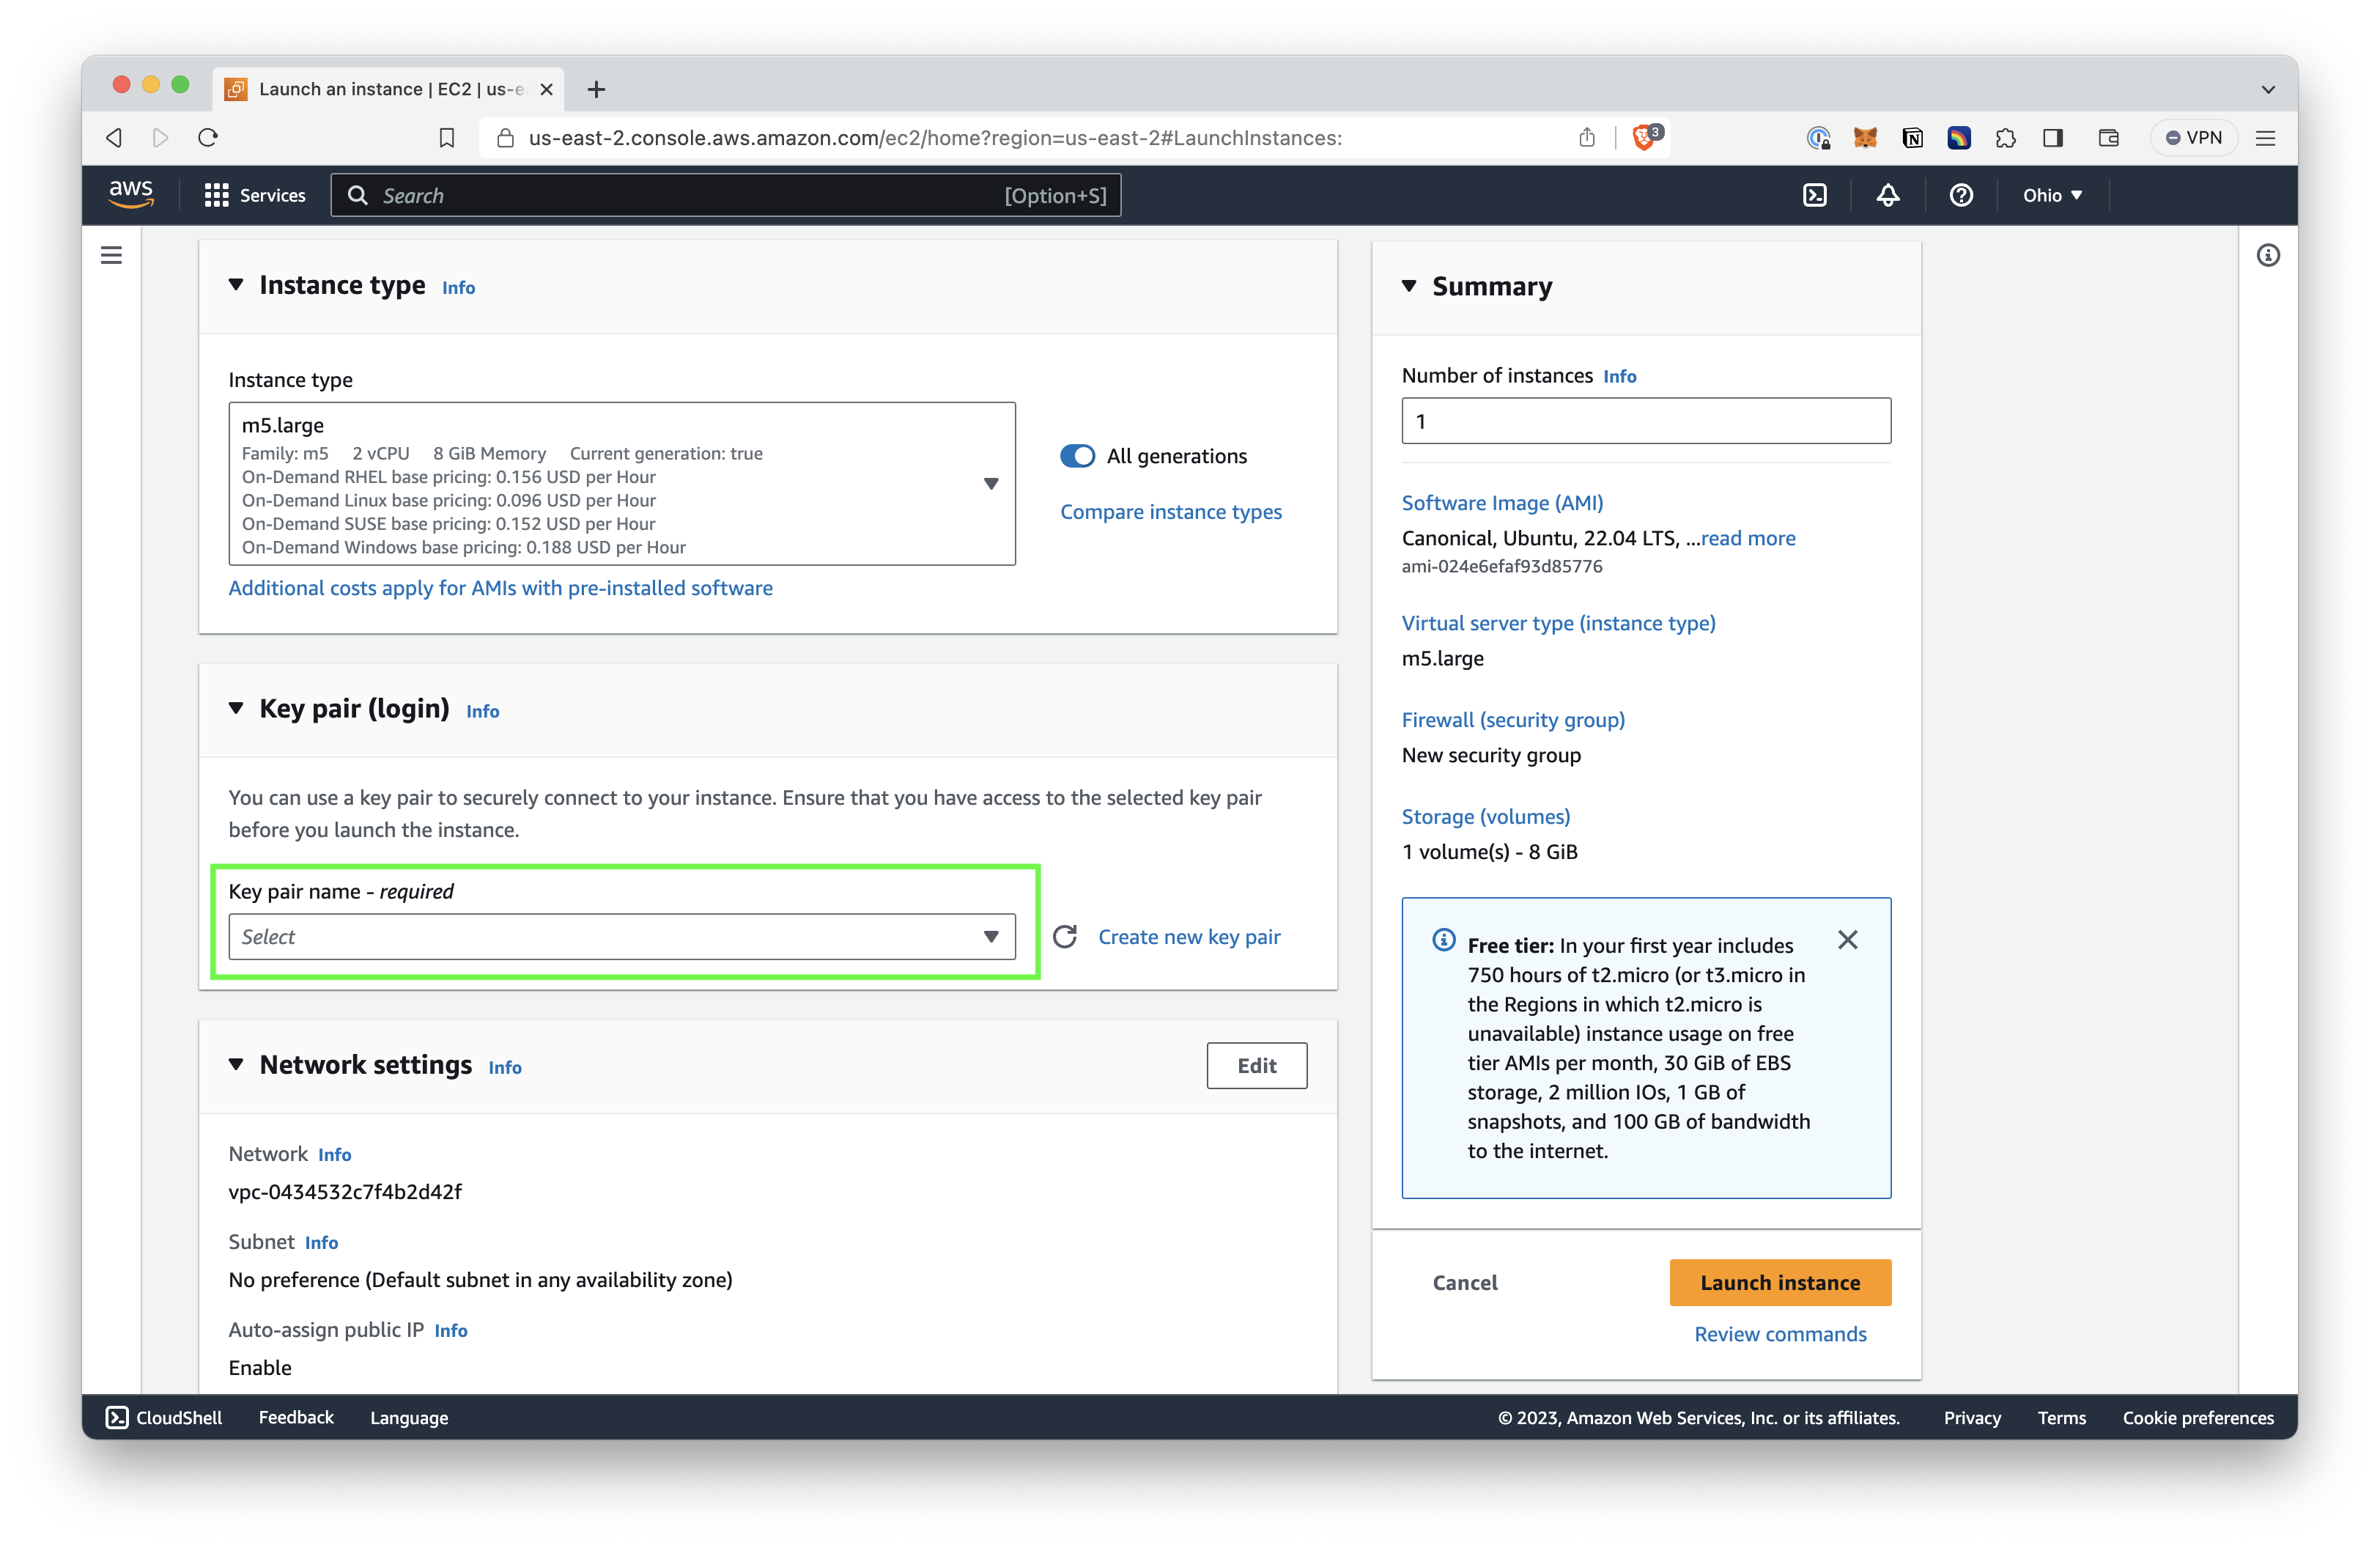 Launch an instance | EC2 | us-e
us-east-2.console.aws.amazon.com/ec2/home?region=us-east-2#LaunchInstances:
3
VPN
aws
Services
Search
[Option+S]
Ohio
Instance type Info
Instance type
m5.large
Family: m5 2 vCPU 8 GiB Memory Current generation: true
On-Demand RHEL base pricing: 0.156 USD per Hour
On-Demand Linux base pricing: 0.096 USD per Hour
On-Demand SUSE base pricing: 0.152 USD per Hour
On-Demand Windows base pricing: 0.188 USD per Hour
All generations
Compare instance types
Additional costs apply for AMIs with pre-installed software
Key pair (login) Info
You can use a key pair to securely connect to your instance. Ensure that you have access to the selected key pair
before you launch the instance.
Key pair name - required
Select
Create new key pair
Network settings Info
Edit
Network Info
vpc-0434532c7f4b2d42f
Subnet Info
No preference (Default subnet in any availability zone)
Auto-assign public IP Info
Enable
Summary
Number of instances Info
1
Software Image (AMI)
Canonical, Ubuntu, 22.04 LTS, ...read more
ami-024e6efaf93d85776
Virtual server type (instance type)
m5.large
Firewall (security group)
New security group
Storage (volumes)
1 volume(s) - 8 GiB
Free tier: In your first year includes
750 hours of t2.micro (or t3.micro in
the Regions in which t2.micro is
unavailable) instance usage on free
tier AMIs per month, 30 GiB of EBS
storage, 2 million IOs, 1 GB of
snapshots, and 100 GB of bandwidth
to the internet.
Cancel
Launch instance
Review commands
CloudShell
Feedback
Language
© 2023, Amazon Web Services, Inc. or its affiliates.
Privacy
Terms
Cookie preferences